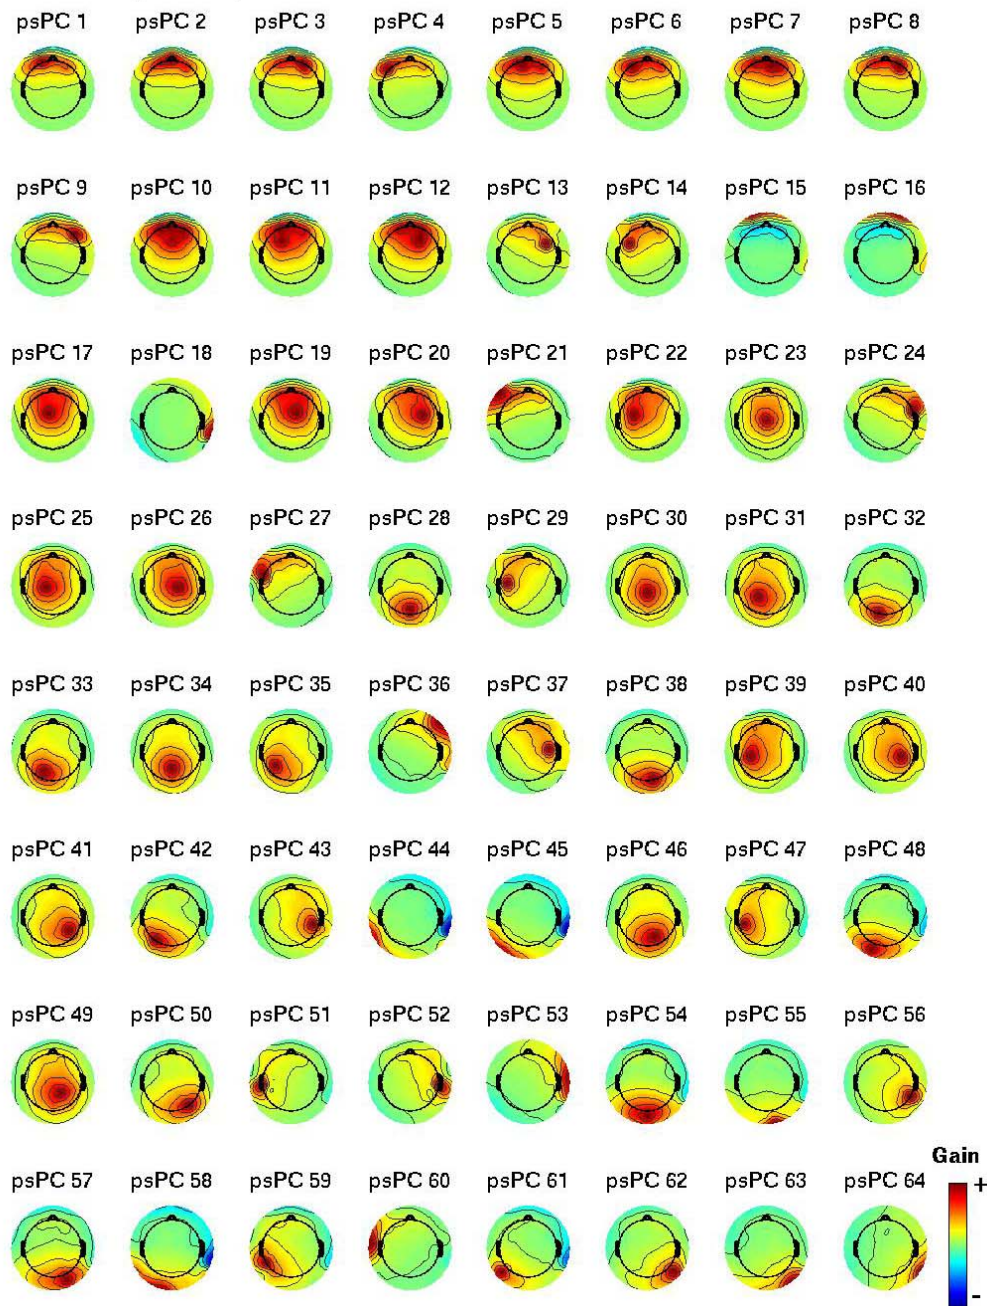 psPC 1 psPC 2 psPC 3 psPC 4 psPC 5 psPC 6 psPC 7 psPC 8
psPC 9 psPC 10 psPC 11 psPC 12 psPC 13 psPC 14 psPC 15 psPC 16
psPC 17 psPC 18 psPC 19 psPC 20 psPC 21 psPC 22 psPC 23 psPC 24
psPC 25 psPC 26 psPC 27 psPC 28 psPC 29 psPC 30 psPC 31 psPC 32
psPC 33 psPC 34 psPC 35 psPC 36 psPC 37 psPC 38 psPC 39 psPC 40
psPC 41 psPC 42 psPC 43 psPC 44 psPC 45 psPC 46 psPC 47 psPC 48
psPC 49 psPC 50 psPC 51 psPC 52 psPC 53 psPC 54 psPC 55 psPC 56
Gain
psPC 57 psPC 58 psPC 59 psPC 60 psPC 61 psPC 62 psPC 63 psPC 64
+
-